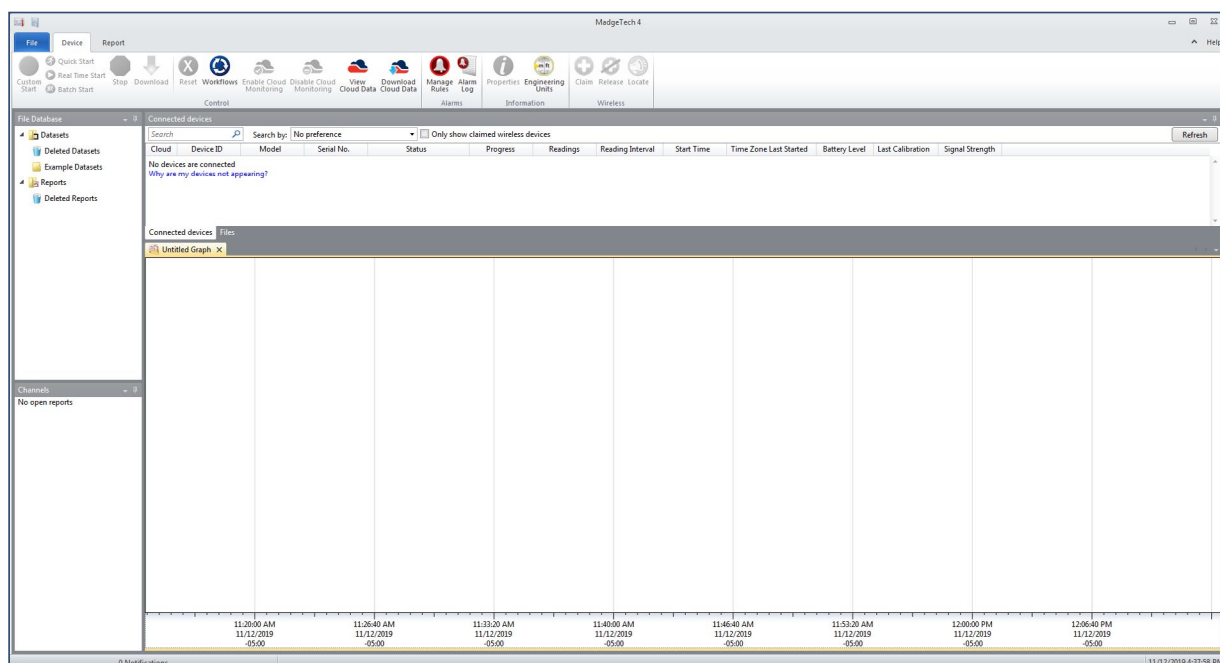 MadgeTech 4
File Device Report Help
Quick Start
Real Time Start
Batch Start
Custom Start
Stop Download
Reset Workflows Enable Cloud Monitoring Disable Cloud Monitoring View Cloud Data Download Cloud Data
Manage Rules Alarm Log
Properties Engineering Units
Claim Release Locate
Control Alarms Information Wireless
File Database
Datasets
Deleted Datasets
Example Datasets
Reports
Deleted Reports
Connected devices
Search Search by: No preference Only show claimed wireless devices Refresh
Cloud Device ID Model Serial No. Status Progress Readings Reading Interval Start Time Time Zone Last Started Battery Level Last Calibration Signal Strength
No devices are connected
Why are my devices not appearing?
Connected devices Files
Untitled Graph
Channels
No open reports
11:20:00 AM 11:26:40 AM 11:33:20 AM 11:40:00 AM 11:46:40 AM 11:53:20 AM 12:00:00 PM 12:06:40 PM
11/12/2019 11/12/2019 11/12/2019 11/12/2019 11/12/2019 11/12/2019 11/12/2019 11/12/2019
-05:00 -05:00 -05:00 -05:00 -05:00 -05:00 -05:00 -05:00
0 Notifications 11/12/2019 4:37:58 PM